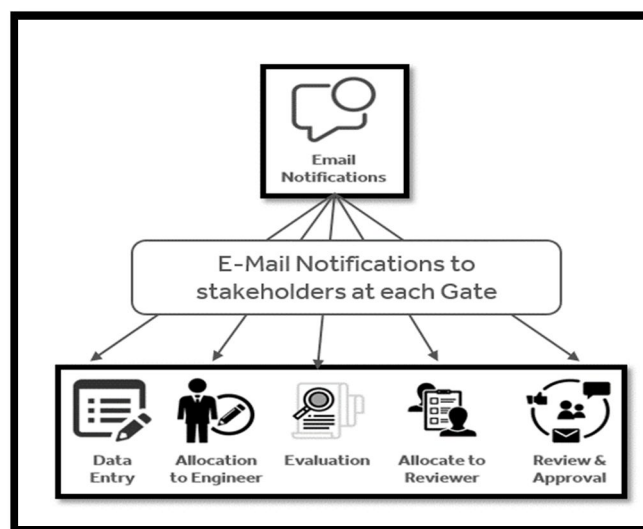 Email
Notifications
E-Mail Notifications to
stakeholders at each Gate
Data
Entry
Allocation
to Engineer
Evaluation
Allocate to
Reviewer
Review &
Approval